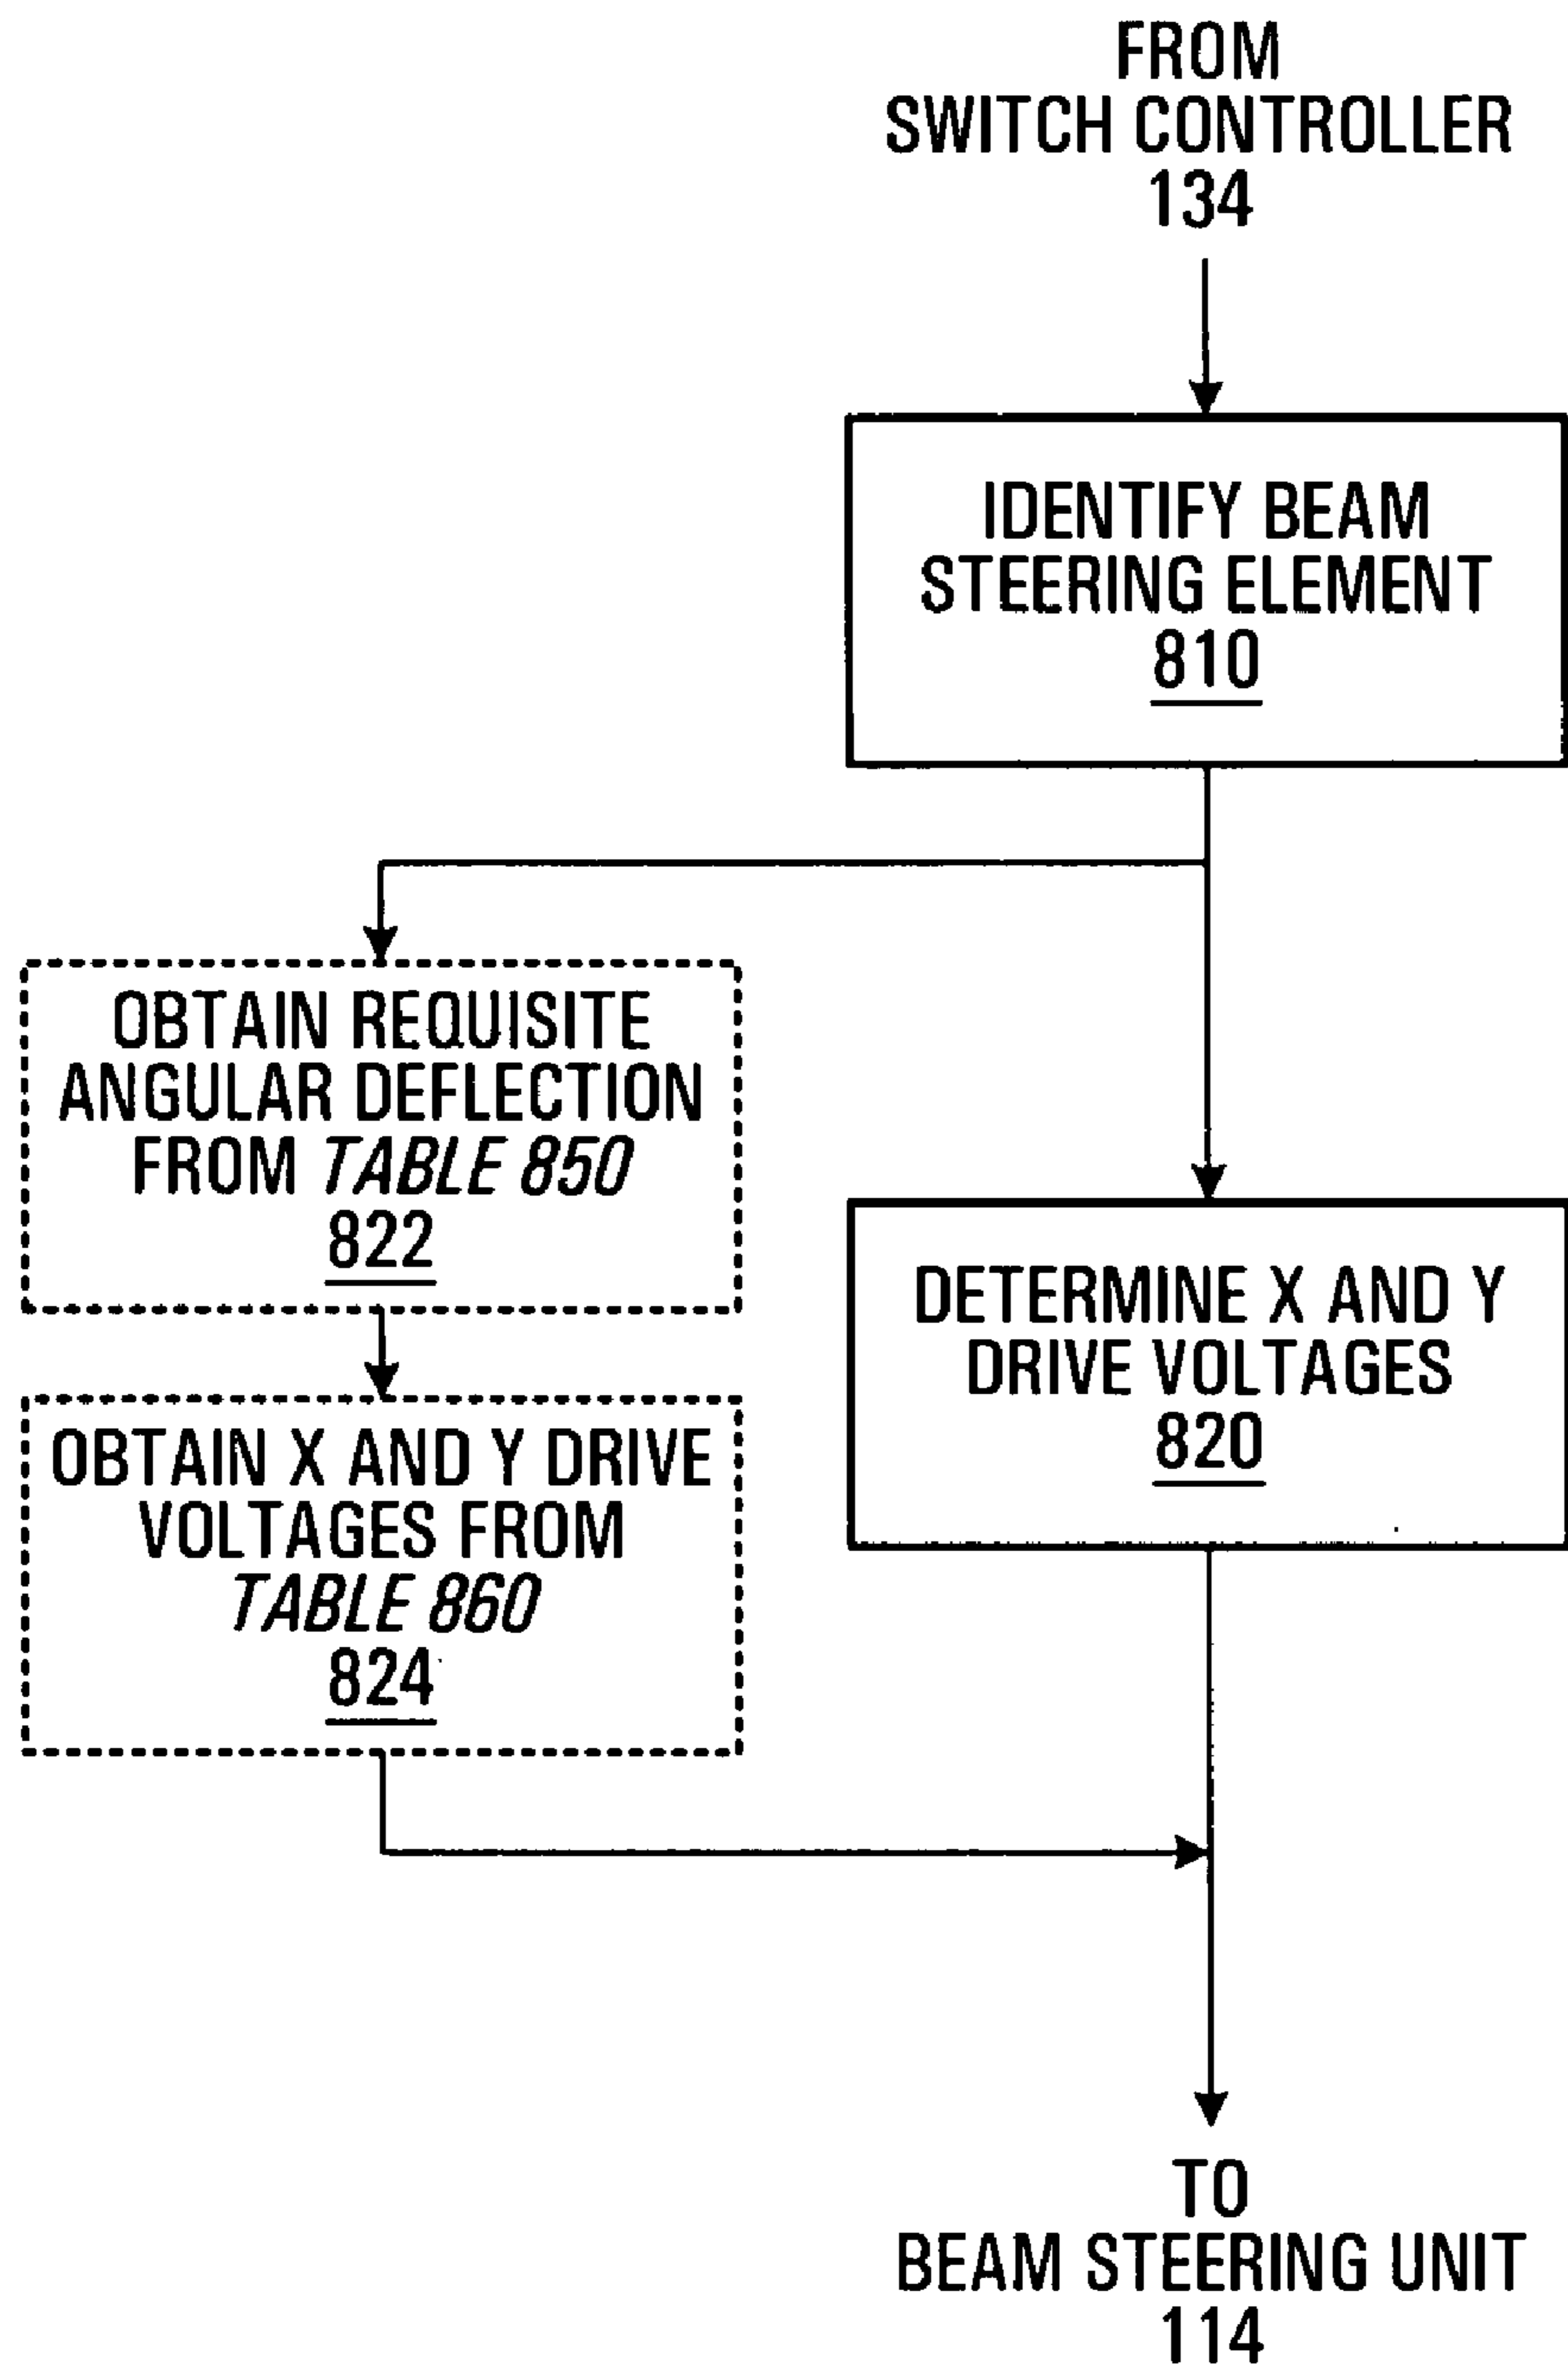 FROM
SWITCH CONTROLLER
134
IDENTIFY BEAM
STEERING ELEMENT
810
OBTAIN REQUISITE
ANGULAR DEFLECTION
FROM TABLE 850
822
DETERMINE X AND Y
DRIVE VOLTAGES
820
OBTAIN X AND Y DRIVE
VOLTAGES FROM
TABLE 860
824
TO
BEAM STEERING UNIT
114